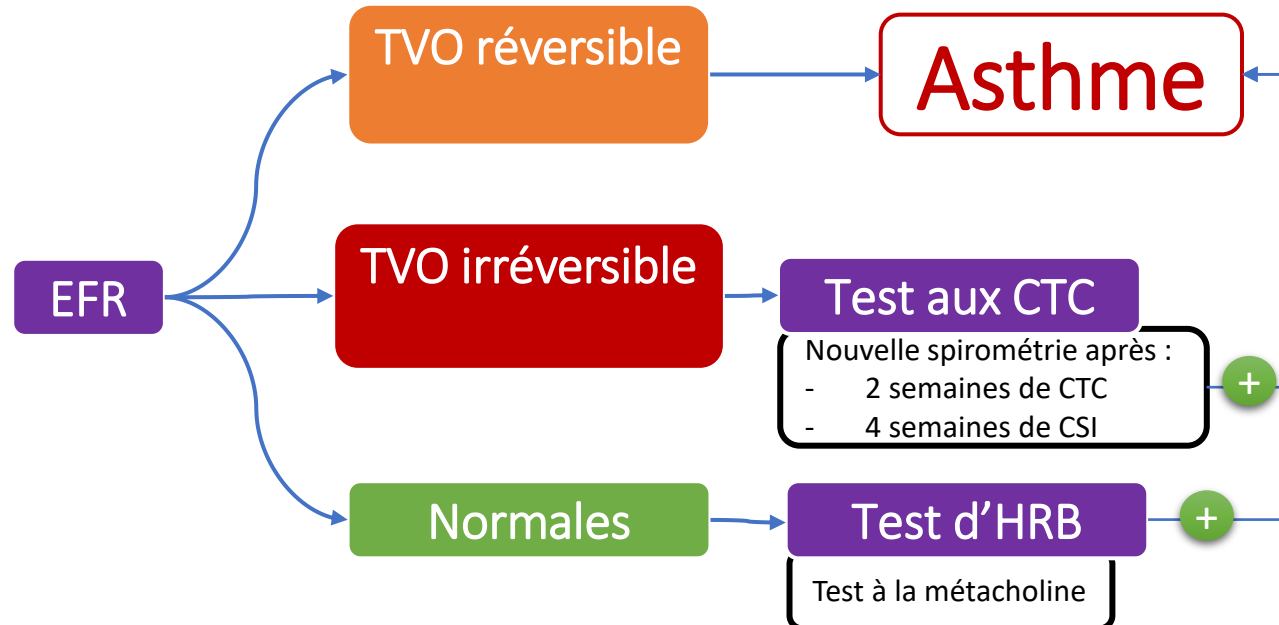 TVO réversible
Asthme
EFR
TVO irréversible
Test aux CTC
Nouvelle spirométrie après :
- 2 semaines de CTC
- 4 semaines de CSI
+
Normales
Test d’HRB
+
Test à la métacholine